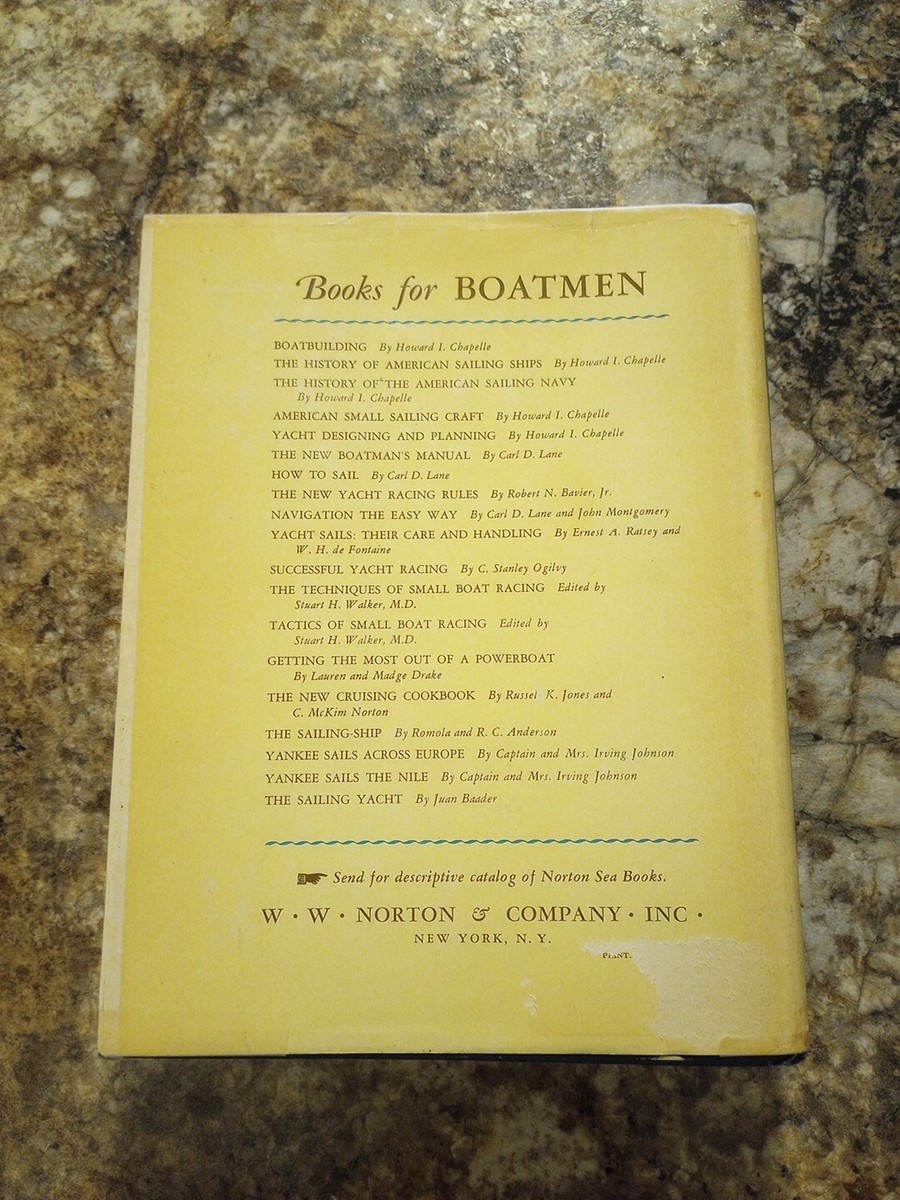 Books for BOATMEN
BOATBUILDING By Howard I. Chapelle
THE HISTORY OF AMERICAN SAILING SHIPS By Howard I. Chapelle
THE HISTORY OF THE AMERICAN SAILING NAVY
By Howard I. Chapelle
AMERICAN SMALL SAILING CRAFT By Howard I. Chapelle
YACHT DESIGNING AND PLANNING By Howard I. Chapelle
THE NEW BOATMAN'S MANUAL By Carl D. Lane
HOW TO SAIL By Carl D. Lane
THE NEW YACHT RACING RULES By Robert N. Bavier, Jr.
NAVIGATION THE EASY WAY By Carl D. Lane and John Montgomery
YACHT SAILS: THEIR CARE AND HANDLING By Ernest A. Ratsey and
W. H. de Fontaine
SUCCESSFUL YACHT RACING By C. Stanley Ogilvy
THE TECHNIQUES OF SMALL BOAT RACING Edited by
Stuart H. Walker, M.D.
TACTICS OF SMALL BOAT RACING Edited by
Stuart H. Walker, M.D.
GETTING THE MOST OUT OF A POWERBOAT
By Lauren and Madge Drake
THE NEW CRUISING COOKBOOK By Russel K. Jones and
C. McKim Norton
THE SAILING-SHIP By Romola and R. C. Anderson
YANKEE SAILS ACROSS EUROPE By Captain and Mrs. Irving Johnson
YANKEE SAILS THE NILE By Captain and Mrs. Irving Johnson
THE SAILING YACHT By Juan Baader
Send for descriptive catalog of Norton Sea Books.
W · W · NORTON & COMPANY · INC ·
NEW YORK, N. Y.